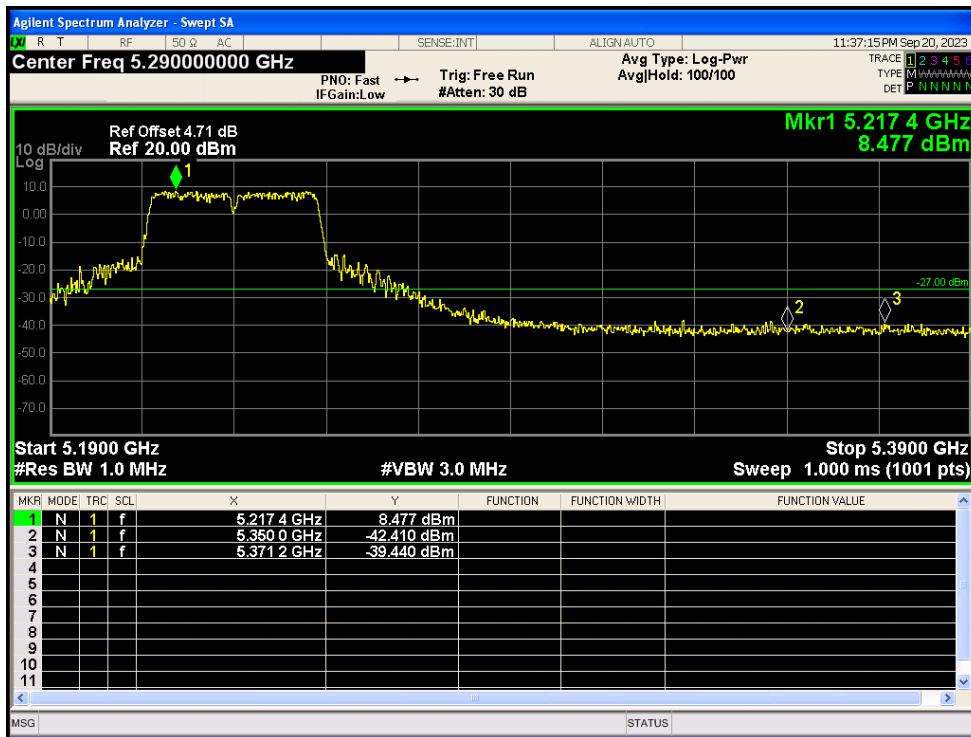 Agilent Spectrum Analyzer - Swept SA
LXI R T RF 50 Ω AC SENSE:INT ALIGN AUTO 11:37:15 PM Sep 20, 2023
Center Freq 5.290000000 GHz
PNO: Fast
IFGain:Low
Trig: Free Run
#Atten: 30 dB
Avg Type: Log-Pwr
Avg|Hold: 100/100
TRACE 1 2 3 4 5 6
TYPE M
DET P N N N N N
Mkr1 5.217 4 GHz
8.477 dBm
Ref Offset 4.71 dB
10 dB/div Ref 20.00 dBm
Log
1
10.0
0.00
-10.0
-20.0
-27.00 dBm
-30.0
2
3
-40.0
-50.0
-60.0
-70.0
Start 5.1900 GHz Stop 5.3900 GHz
#Res BW 1.0 MHz #VBW 3.0 MHz Sweep 1.000 ms (1001 pts)
MKR MODE TRC SCL X Y FUNCTION FUNCTION WIDTH FUNCTION VALUE
1 N 1 f 5.217 4 GHz 8.477 dBm
2 N 1 f 5.350 0 GHz -42.410 dBm
3 N 1 f 5.371 2 GHz -39.440 dBm
4
5
6
7
8
9
10
11
MSG STATUS